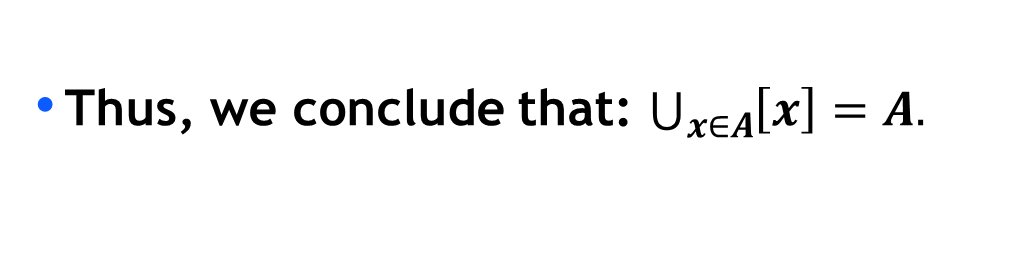 • Thus, we conclude that: ⋃ₓ∈A[x] = A.